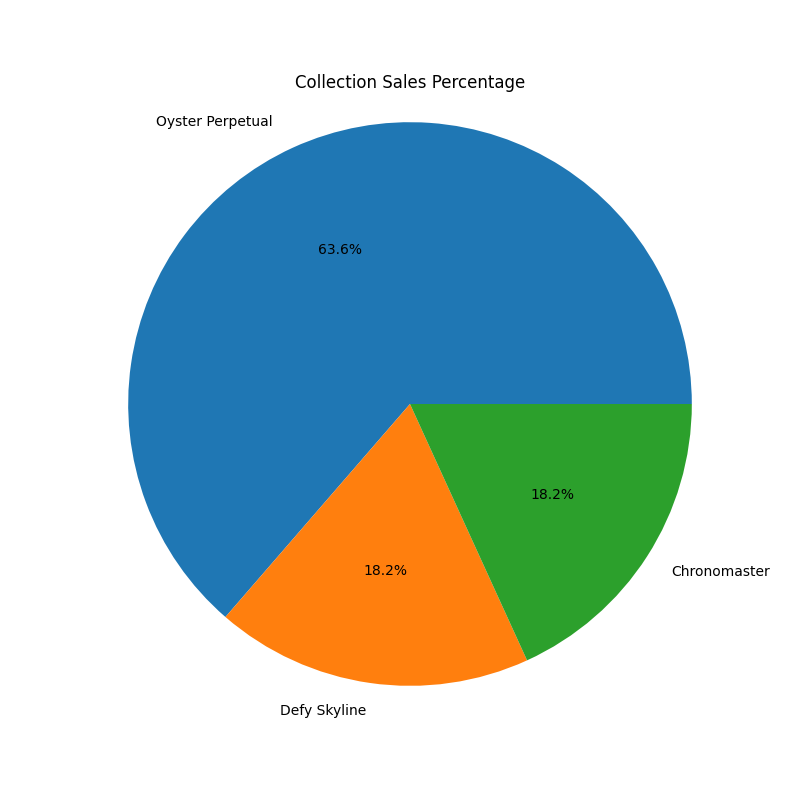 Collection Sales Percentage
Oyster Perpetual
63.6%
18.2%
18.2%
Chronomaster
Defy Skyline